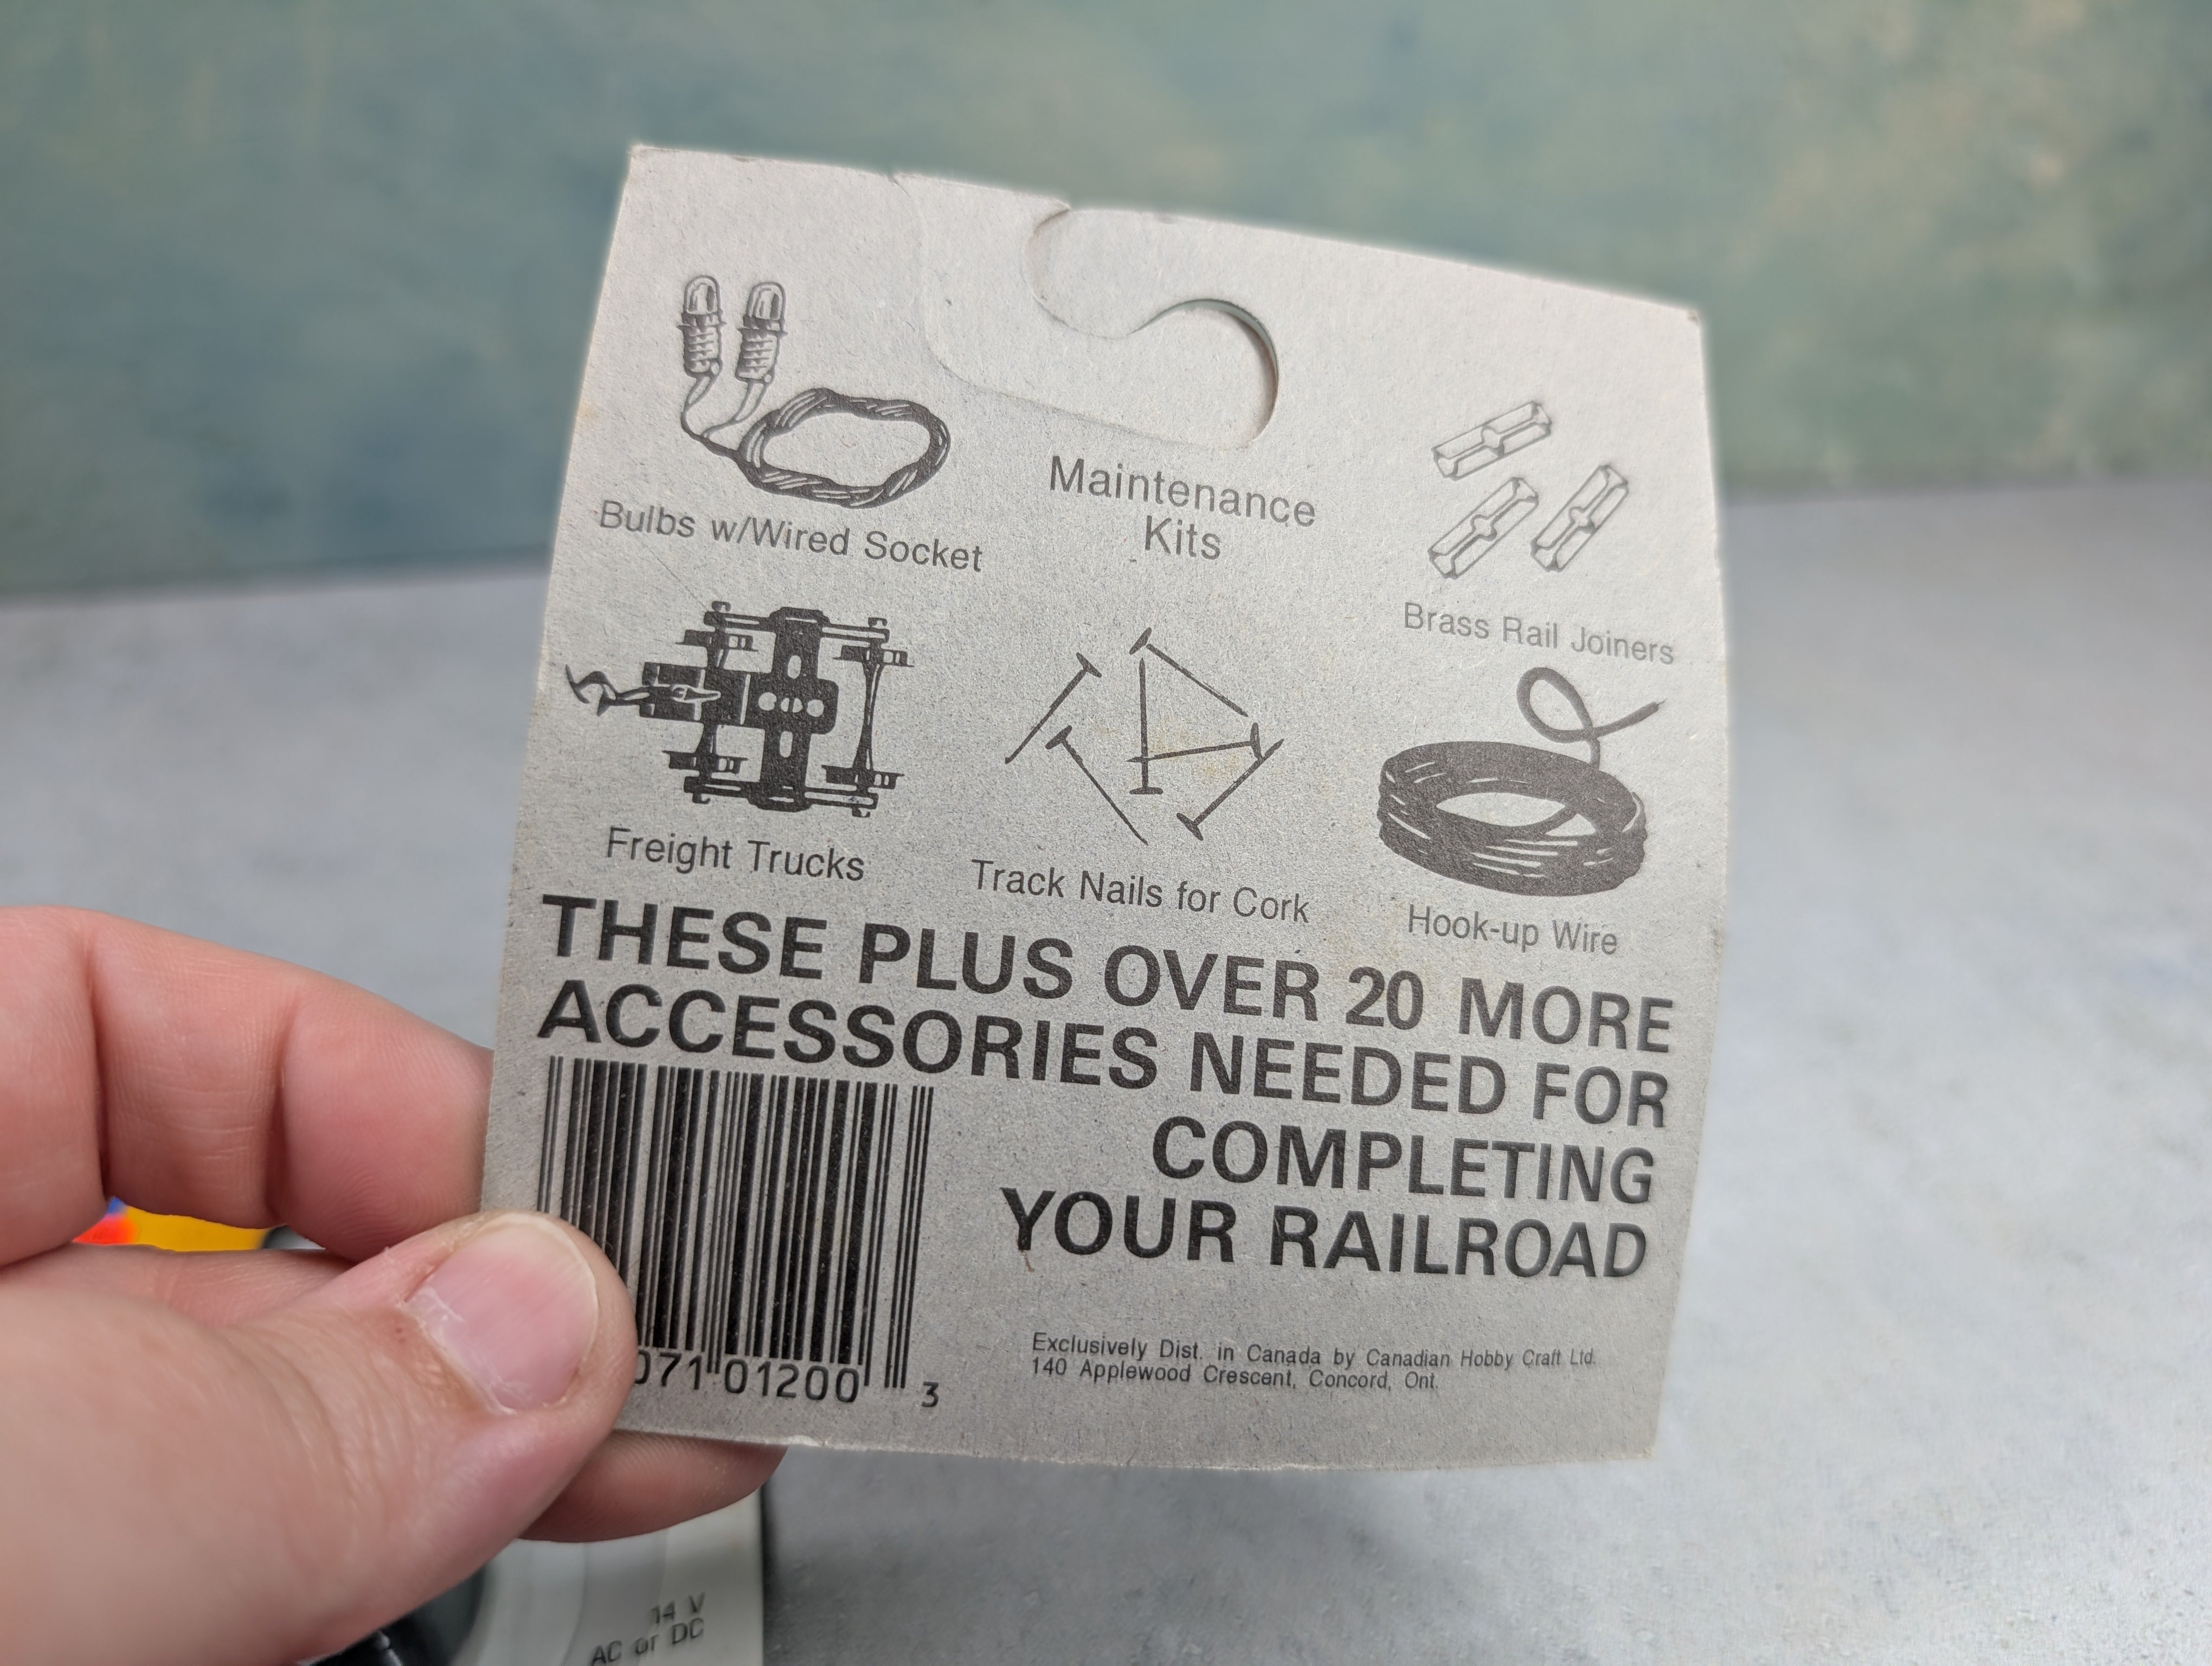 Bulbs w/Wired Socket
Maintenance
Kits
Brass Rail Joiners
Freight Trucks
Track Nails for Cork
Hook-up Wire
THESE PLUS OVER 20 MORE
ACCESSORIES NEEDED FOR
COMPLETING
YOUR RAILROAD
071 01200 3
Exclusively Dist. in Canada by Canadian Hobby Craft Ltd.
140 Applewood Crescent, Concord, Ont.
14 V
AC or DC